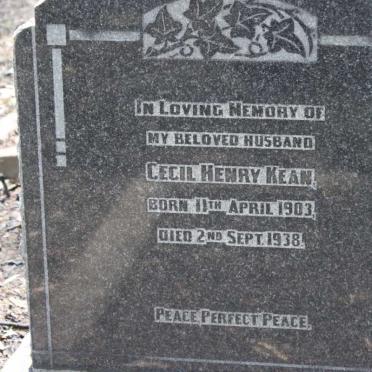 IN LOVING MEMORY OF
MY BELOVED HUSBAND
CECIL HENRY KEAN,
BORN 11TH APRIL 1903,
DIED 2ND SEPT. 1938.
PEACE, PERFECT PEACE.